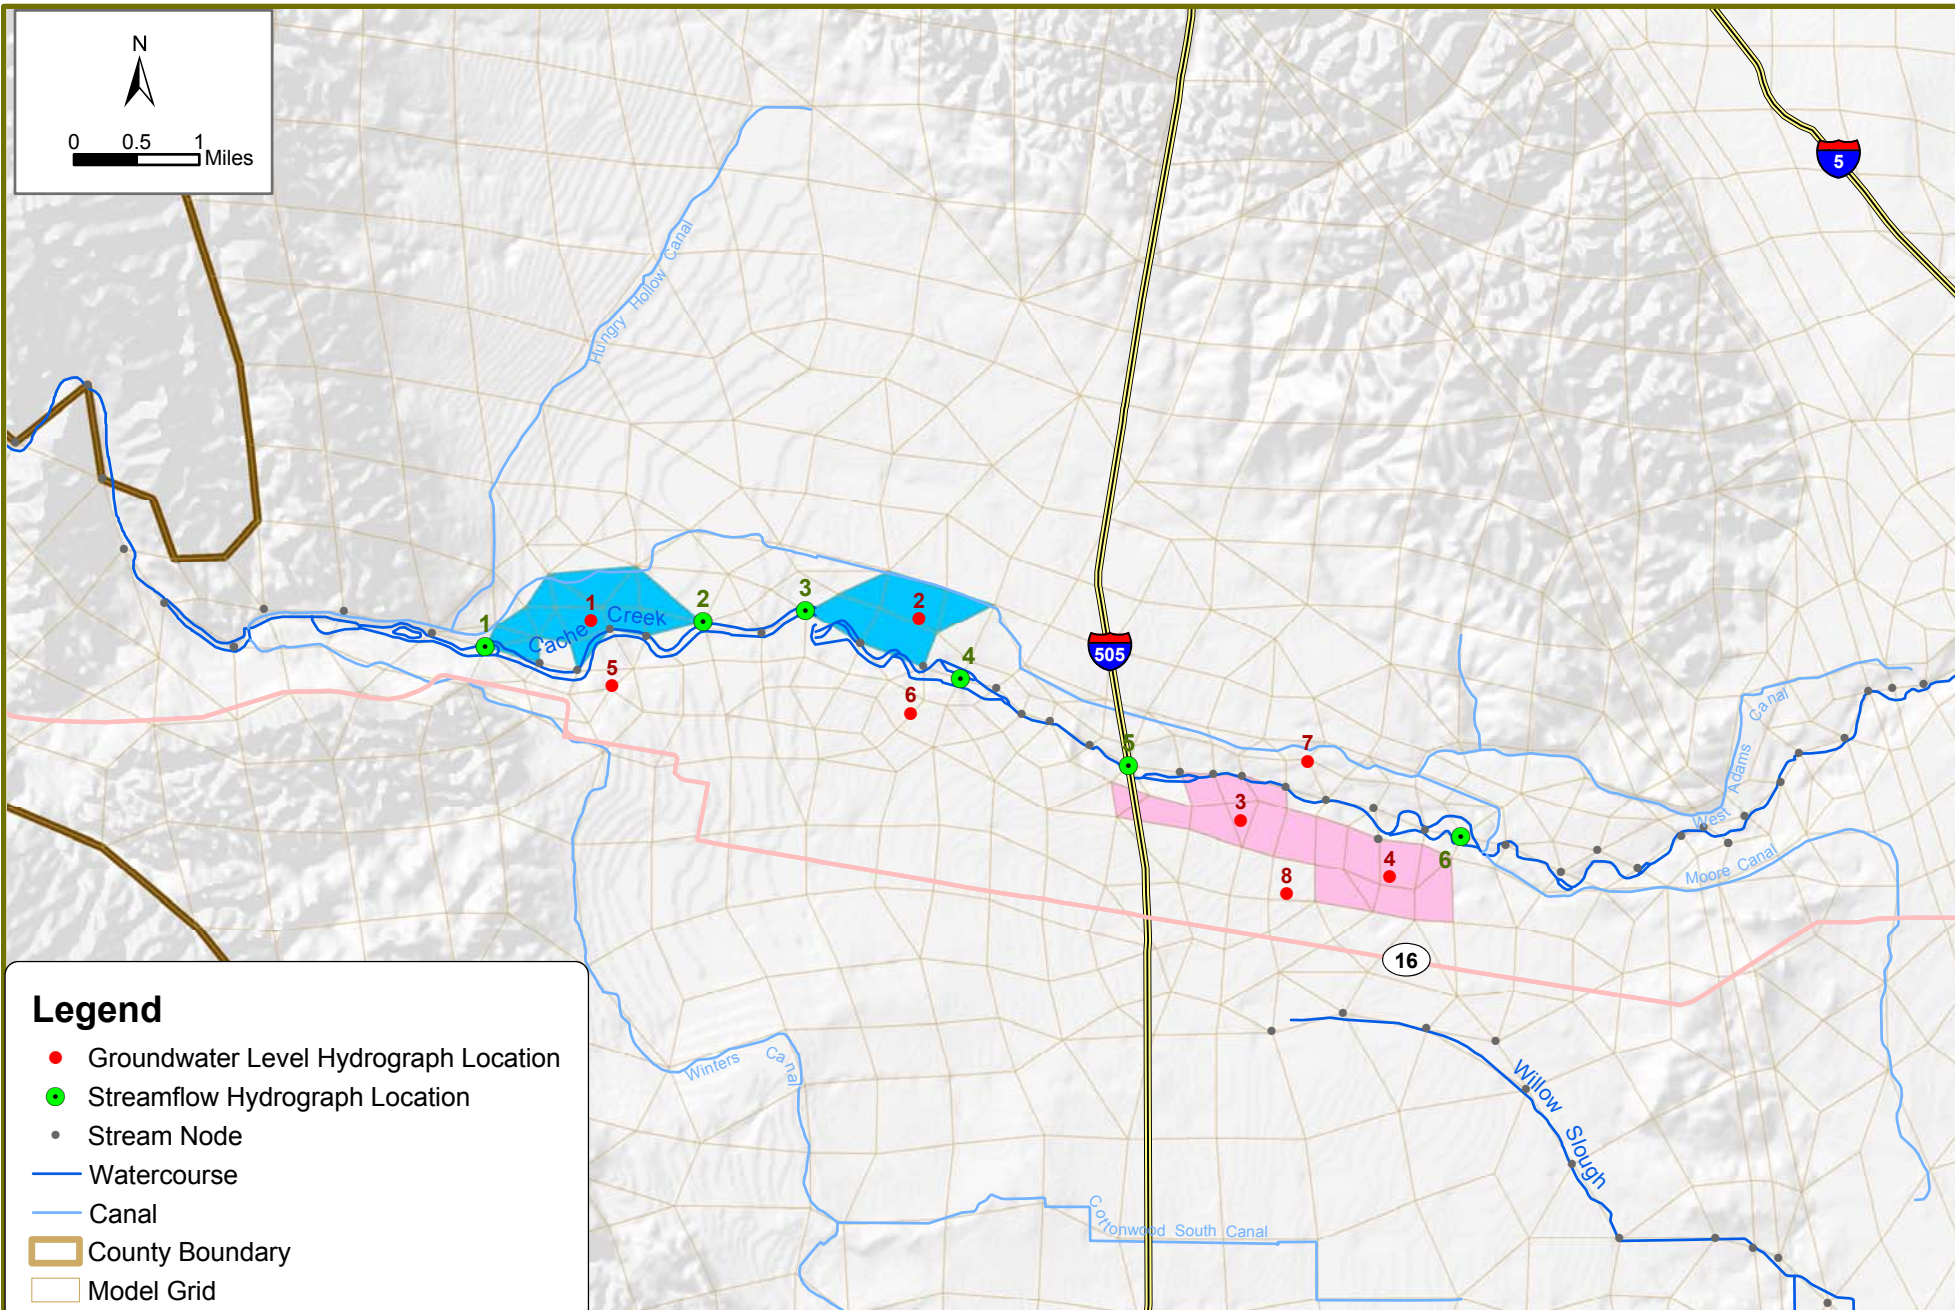 N
0 0.5 1
Miles
5
Hungry Hollow Canal
505
1
2
3
1
2
Cache Creek
4
5
6
5
7
3
4
6
8
West Adams Canal
Moore Canal
16
Winters Canal
Willow Slough
Cottonwood South Canal
Legend
Groundwater Level Hydrograph Location
Streamflow Hydrograph Location
Stream Node
Watercourse
Canal
County Boundary
Model Grid